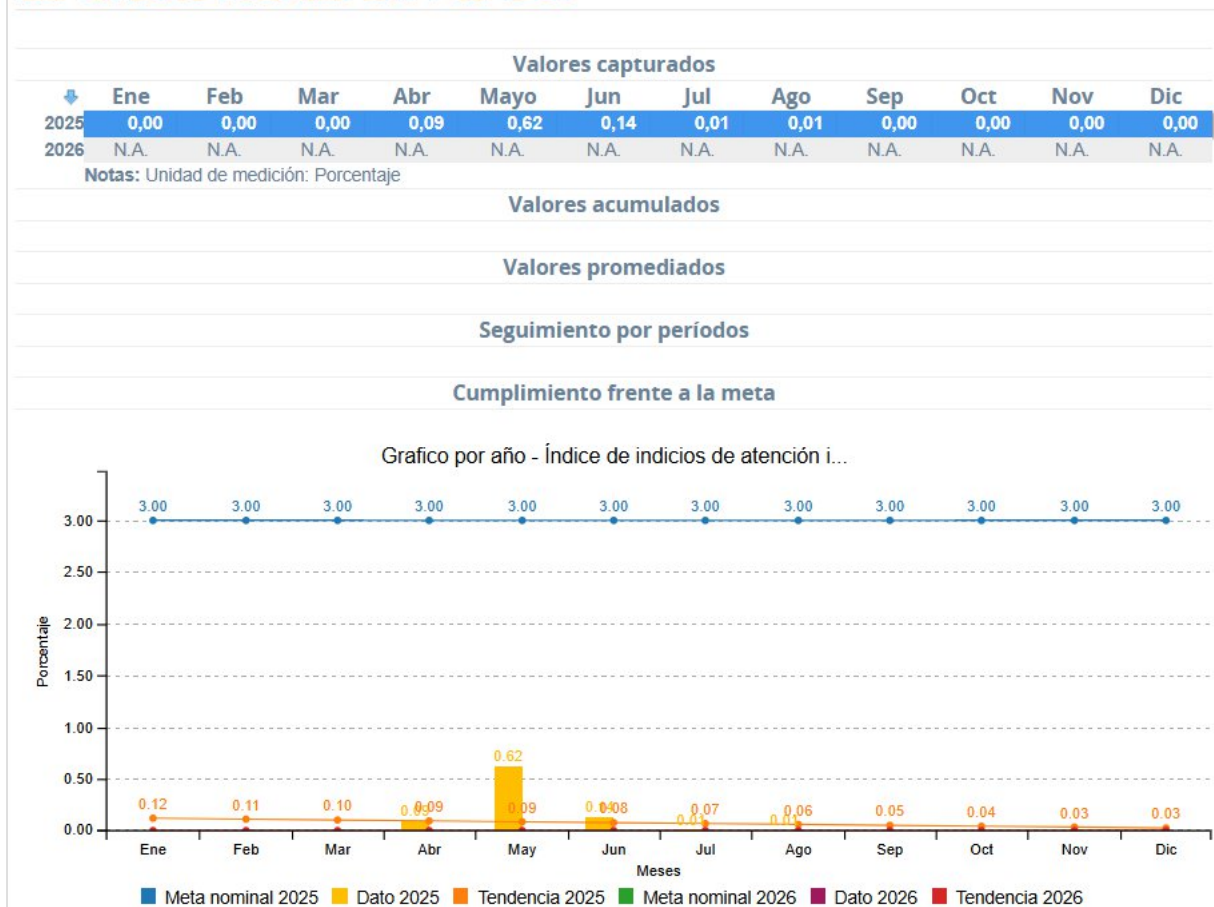 Valores capturados
Ene Feb Mar Abr Mayo Jun Jul Ago Sep Oct Nov Dic
2025 0,00 0,00 0,00 0,09 0,62 0,14 0,01 0,01 0,00 0,00 0,00 0,00
2026 N.A. N.A. N.A. N.A. N.A. N.A. N.A. N.A. N.A. N.A. N.A. N.A.
Notas: Unidad de medición: Porcentaje
Valores acumulados
Valores promediados
Seguimiento por períodos
Cumplimiento frente a la meta
Grafico por año - Índice de indicios de atención i...
3.00 3.00 3.00 3.00 3.00 3.00 3.00 3.00 3.00 3.00 3.00 3.00
3.00
2.50
2.00
Porcentaje
1.50
1.00
0.62
0.50
0.12 0.11 0.10 0.09 0.09 0.09 0.14 0.08 0.01 0.07 0.01 0.06 0.05 0.04 0.03 0.03
0.00
Ene Feb Mar Abr May Jun Jul Ago Sep Oct Nov Dic
Meses
Meta nominal 2025 Dato 2025 Tendencia 2025 Meta nominal 2026 Dato 2026 Tendencia 2026